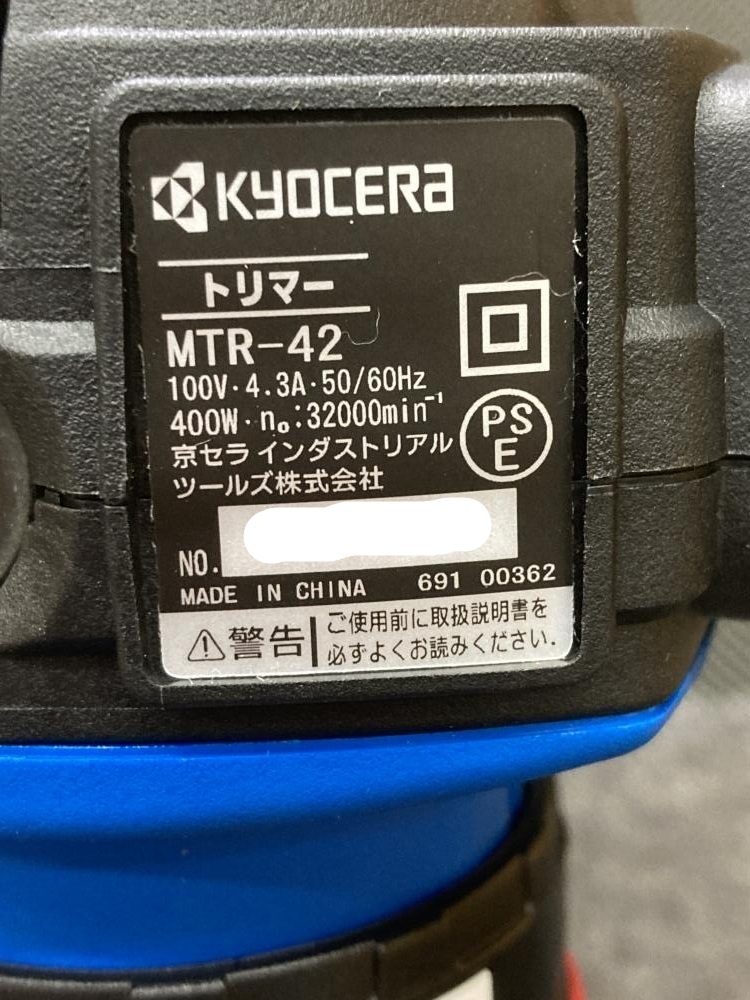 KYOCERA
トリマー
MTR-42
100V·4.3A·50/60Hz
400W·n₀:32000min⁻¹
PS
E
京セラインダストリアル
ツールズ株式会社
NO.
MADE IN CHINA 691 00362
⚠警告 ご使用前に取扱説明書を
必ずよくお読みください.